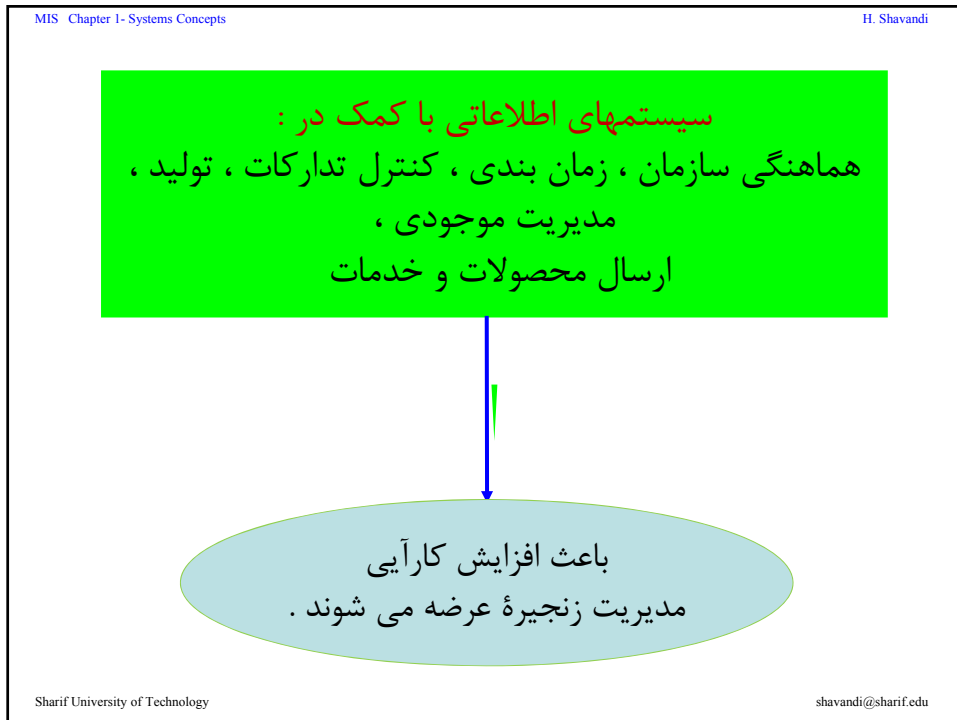 MIS Chapter 1- Systems Concepts
H. Shavandi
سیستمهای اطلاعاتی با کمک در :
هماهنگی سازمان ، زمان بندی ، کنترل تدارکات ، تولید ،
مدیریت موجودی ،
ارسال محصولات و خدمات
باعث افزایش کارآیی
مدیریت زنجیرۀ عرضه می شوند .
Sharif University of Technology
shavandi@sharif.edu